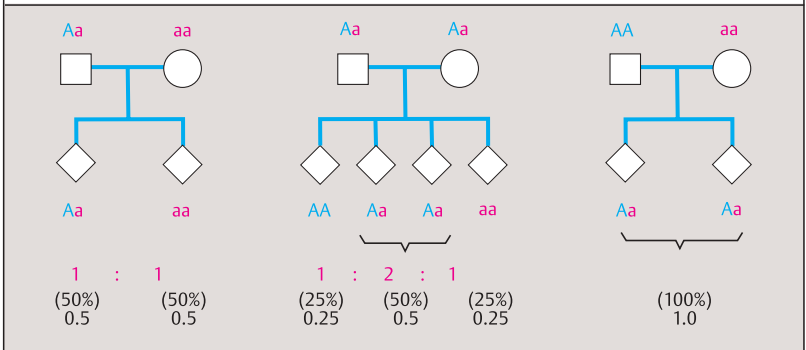 Aa aa
Aa aa
1 : 1
(50%) (50%)
0.5 0.5
Aa Aa
AA Aa Aa aa
1 : 2 : 1
(25%) (50%) (25%)
0.25 0.5 0.25
AA aa
Aa Aa
(100%)
1.0